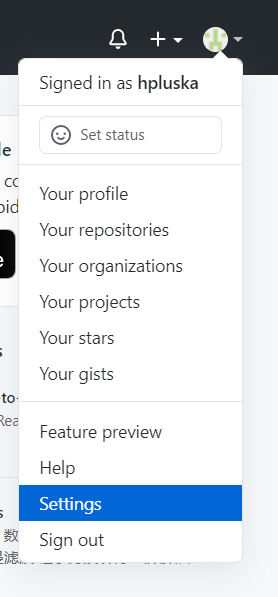 Signed in as hpluska
Set status
Your profile
Your repositories
Your organizations
Your projects
Your stars
Your gists
Feature preview
Help
Settings
Sign out